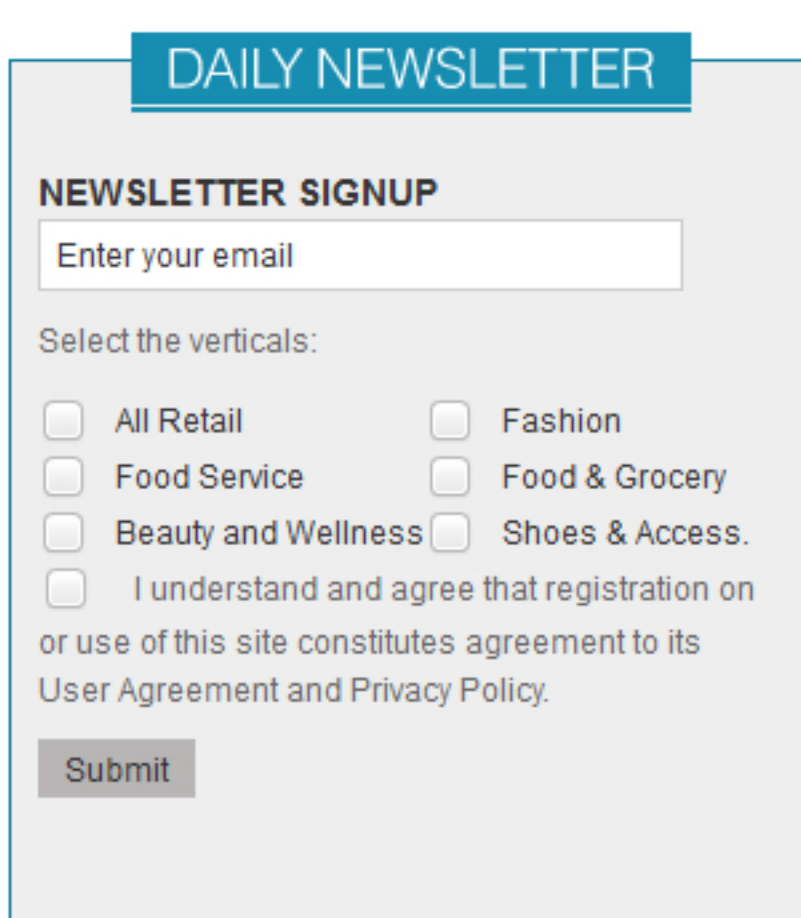 DAILY NEWSLETTER
NEWSLETTER SIGNUP
Enter your email
Select the verticals:
All Retail Fashion
Food Service Food & Grocery
Beauty and Wellness Shoes & Access.
I understand and agree that registration on
or use of this site constitutes agreement to its
User Agreement and Privacy Policy.
Submit